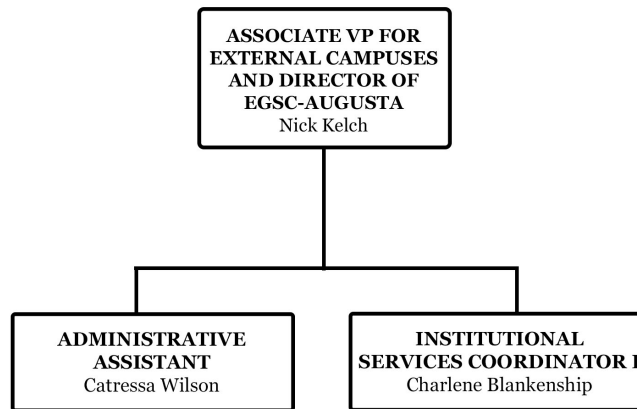 ASSOCIATE VP FOR
EXTERNAL CAMPUSES
AND DIRECTOR OF
EGSC-AUGUSTA
Nick Kelch
ADMINISTRATIVE
ASSISTANT
Catressa Wilson
INSTITUTIONAL
SERVICES COORDINATOR I
Charlene Blankenship